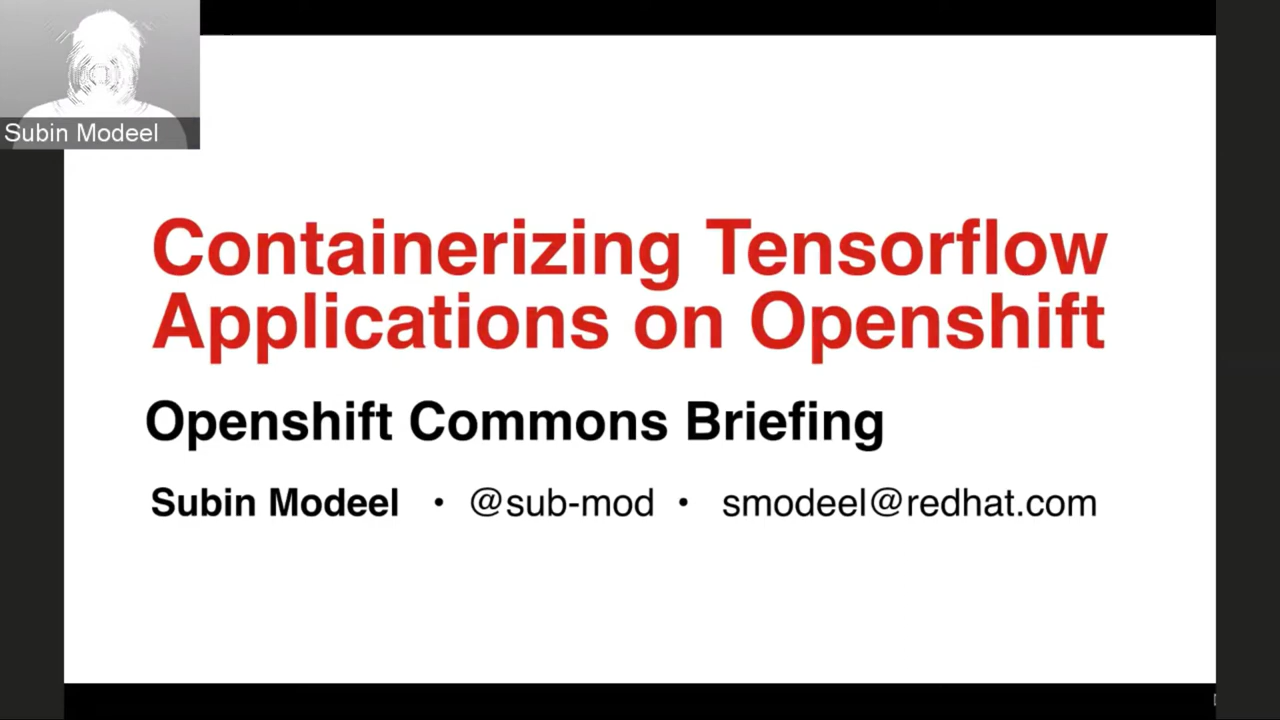 Subin Modeel
Containerizing Tensorflow
Applications on Openshift
Openshift Commons Briefing
Subin Modeel • @sub-mod • smodeel@redhat.com